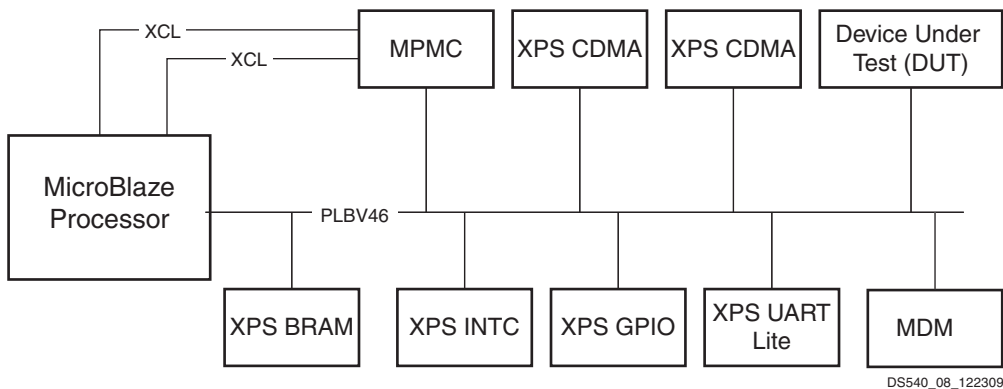 XCL
XCL
MPMC
XPS CDMA
XPS CDMA
Device Under
Test (DUT)
MicroBlaze
Processor
PLBV46
XPS BRAM
XPS INTC
XPS GPIO
XPS UART
Lite
MDM
DS540_08_122309